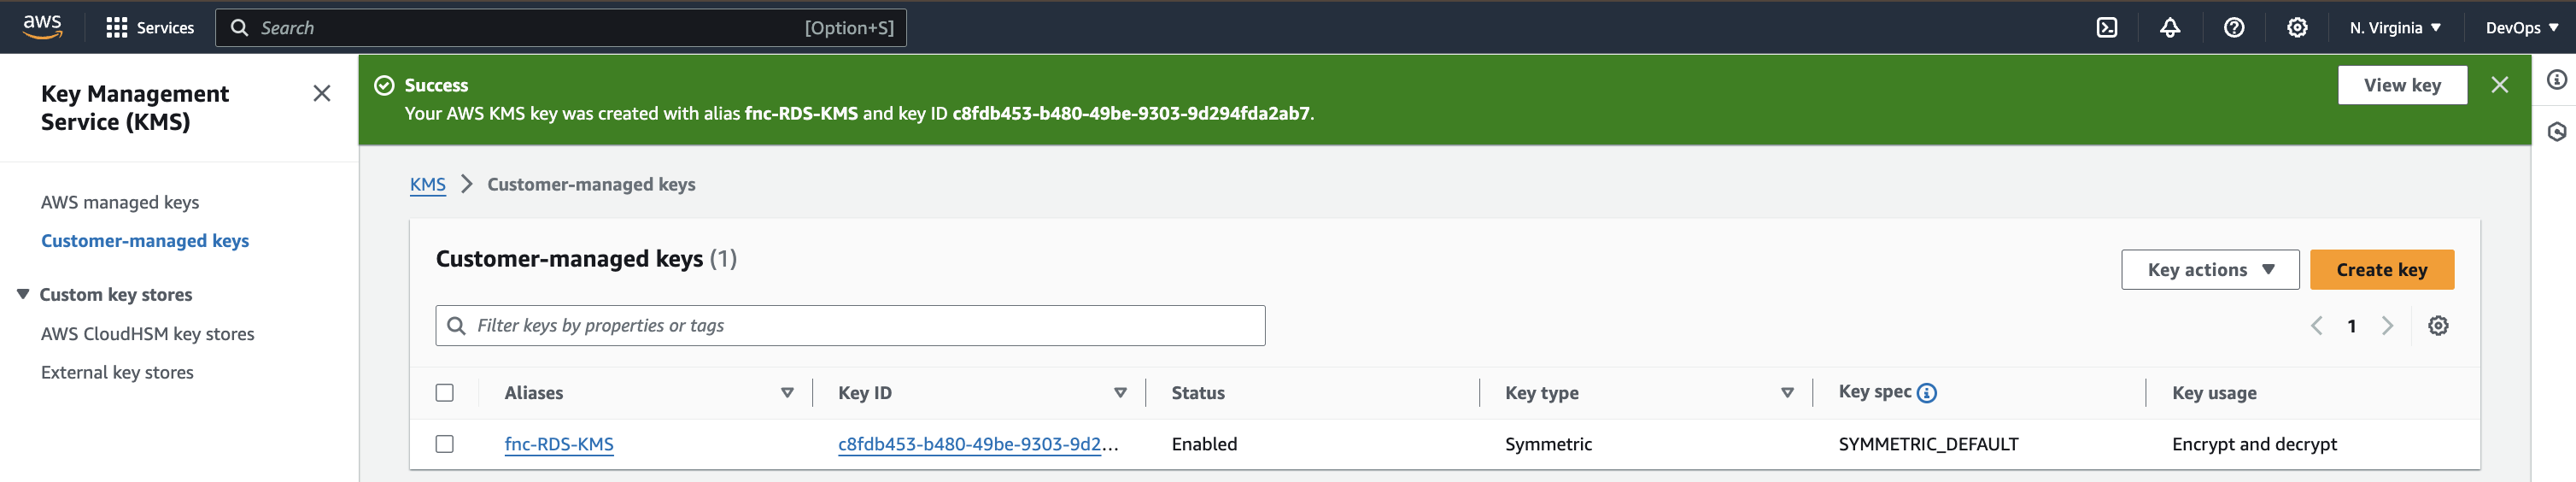 aws
Services
Search
[Option+S]
N. Virginia
DevOps
Key Management
Service (KMS)
AWS managed keys
Customer-managed keys
Custom key stores
AWS CloudHSM key stores
External key stores
Success
Your AWS KMS key was created with alias fnc-RDS-KMS and key ID c8fdb453-b480-49be-9303-9d294fda2ab7.
View key
KMS
Customer-managed keys
Customer-managed keys (1)
Key actions
Create key
Filter keys by properties or tags
1
Aliases
Key ID
Status
Key type
Key spec
Key usage
fnc-RDS-KMS
c8fdb453-b480-49be-9303-9d2...
Enabled
Symmetric
SYMMETRIC_DEFAULT
Encrypt and decrypt